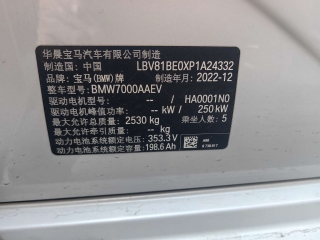 华晨宝马汽车有限公司制造
制造国：中国 LBV81BE0XP1A24332
品牌：宝马(BMW)牌 制造年月：2022-12
整车型号：BMW7000AAEV
驱动电机型号：--/-- HA0001N0
驱动电机峰值功率：--/-- kW / 250 kW
最大允许总质量：2530 kg 乘坐人数：5
最大允许牵引质量：-- kg
动力电池系统额定电压：353.3 V
动力电池系统额定容量：198.6 Ah